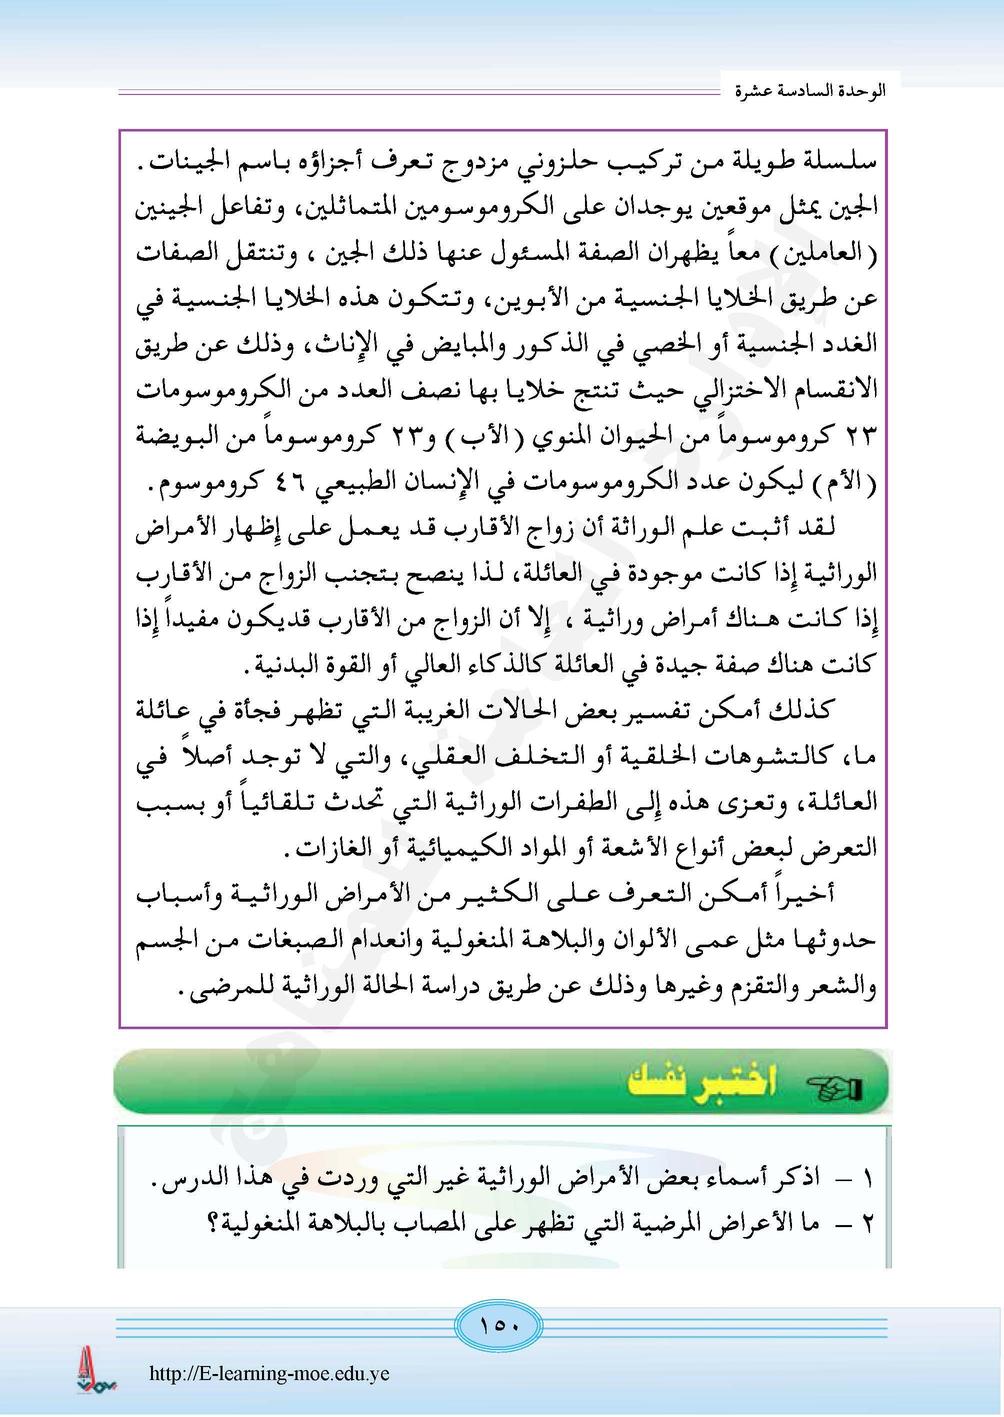 الوحدة السادسة عشرة
سلسلة طويلة من تركيب حلزوني مزدوج تعرف أجزاؤه باسم الجينات.
الجين يمثل موقعين يوجدان على الكروموسومين المتماثلين، وتفاعل الجينين
(العاملين) معاً يظهران الصفة المسئول عنها ذلك الجين ، وتنتقل الصفات
عن طريق الخلايا الجنسية من الأبوين، وتتكون هذه الخلايا الجنسية في
الغدد الجنسية أو الخصي في الذكور والمبايض في الإناث، وذلك عن طريق
الانقسام الاختزالي حيث تنتج خلايا بها نصف العدد من الكروموسومات
٢٣ كروموسوماً من الحيوان المنوي (الأب) و٢٣ كروموسوماً من البويضة
(الأم) ليكون عدد الكروموسومات في الإنسان الطبيعي ٤٦ كروموسوم.
لقد أثبت علم الوراثة أن زواج الأقارب قد يعمل على إظهار الأمراض
الوراثية إذا كانت موجودة في العائلة، لذا ينصح بتجنب الزواج من الأقارب
إذا كانت هناك أمراض وراثية ، إلا أن الزواج من الأقارب قديكون مفيداً إذا
كانت هناك صفة جيدة في العائلة كالذكاء العالي أو القوة البدنية.
كذلك أمكن تفسير بعض الحالات الغريبة التي تظهر فجأة في عائلة
ما، كالتشوهات الخلقية أو التخلف العقلي، والتي لا توجد أصلاً في
العائلة، وتعزى هذه إلى الطفرات الوراثية التي تحدث تلقائياً أو بسبب
التعرض لبعض أنواع الأشعة أو المواد الكيميائية أو الغازات.
أخيراً أمكن التعرف على الكثير من الأمراض الوراثية وأسباب
حدوثها مثل عمى الألوان والبلاهة المنغولية وانعدام الصبغات من الجسم
والشعر والتقزم وغيرها وذلك عن طريق دراسة الحالة الوراثية للمرضى.
اختبر نفسك
١ – اذكر أسماء بعض الأمراض الوراثية غير التي وردت في هذا الدرس.
٢ – ما الأعراض المرضية التي تظهر على المصاب بالبلاهة المنغولية؟
١٥٠
http://E-learning-moe.edu.ye